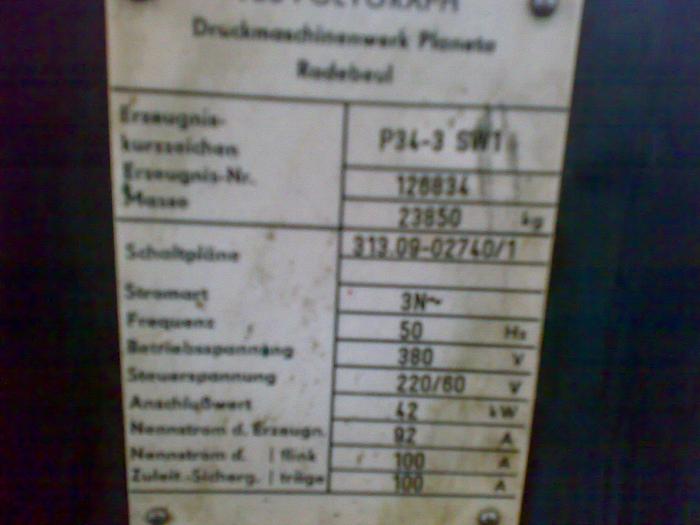 POLYGRAPH
Druckmaschinenwerk Planeta
Radebeul
Erzeugnis-
kurzzeichen P34-3 SW1
Erzeugnis-Nr. 126834
Masse 23850 kg
Schaltpläne 313.09-02740/1
Stromart 3N~
Frequenz 50 Hz
Betriebsspannung 380 V
Steuerspannung 220/60 V
Anschlußwert 42 kW
Nennstrom d. Erzeugn. 92 A
Nennstrom d. | flink 100 A
Zuleit.-Sicherg. | träge 100 A